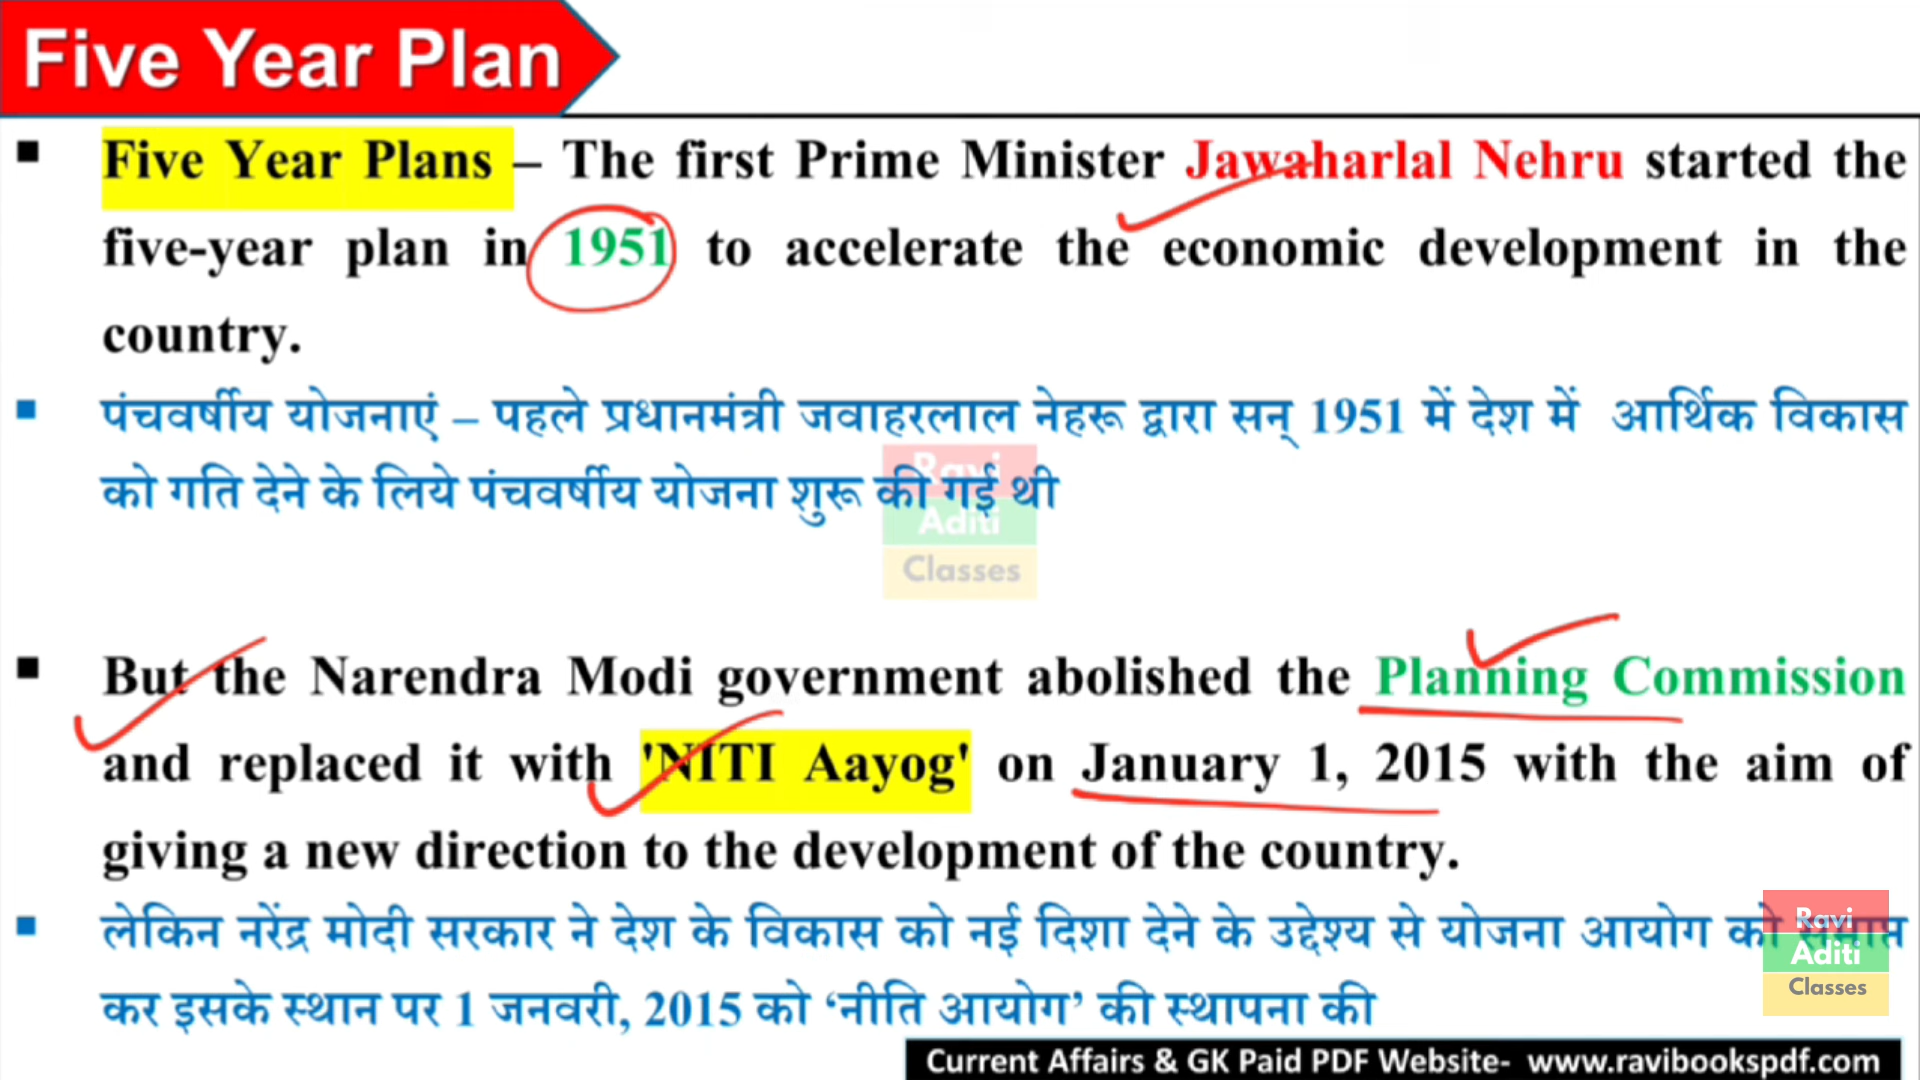 Five Year Plan
▪ Five Year Plans – The first Prime Minister Jawaharlal Nehru started the
five-year plan in 1951 to accelerate the economic development in the
country.
▪ पंचवर्षीय योजनाएं – पहले प्रधानमंत्री जवाहरलाल नेहरू द्वारा सन् 1951 में देश में आर्थिक विकास
को गति देने के लिये पंचवर्षीय योजना शुरू की गई थी
Ravi
Aditi
Classes
▪ But the Narendra Modi government abolished the Planning Commission
and replaced it with 'NITI Aayog' on January 1, 2015 with the aim of
giving a new direction to the development of the country.
▪ लेकिन नरेंद्र मोदी सरकार ने देश के विकास को नई दिशा देने के उद्देश्य से योजना आयोग को समाप्त
कर इसके स्थान पर 1 जनवरी, 2015 को ‘नीति आयोग’ की स्थापना की
Ravi
Aditi
Classes
Current Affairs & GK Paid PDF Website- www.ravibookspdf.com